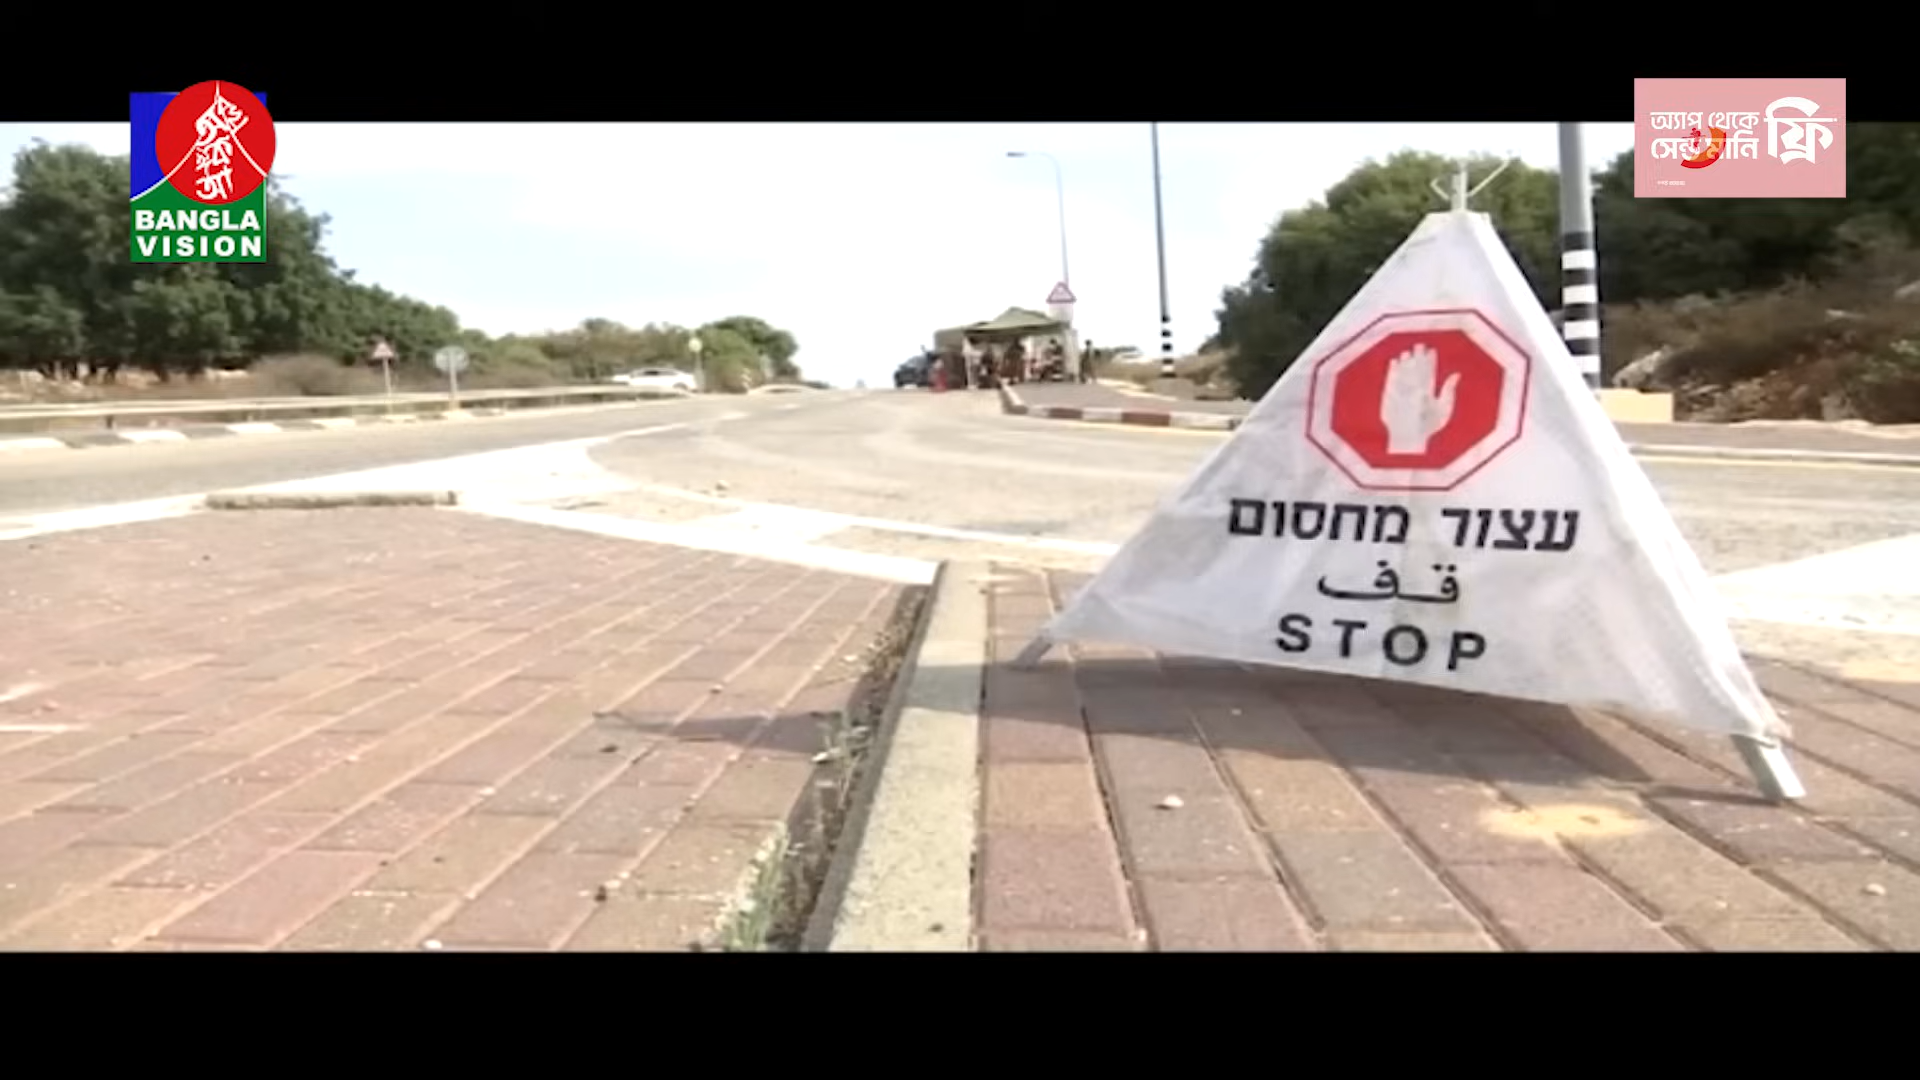 BANGLA
VISION
অ্যাপ থেকে
সেন্ড মানি
ফ্রি
עצור מחסום
قف
STOP